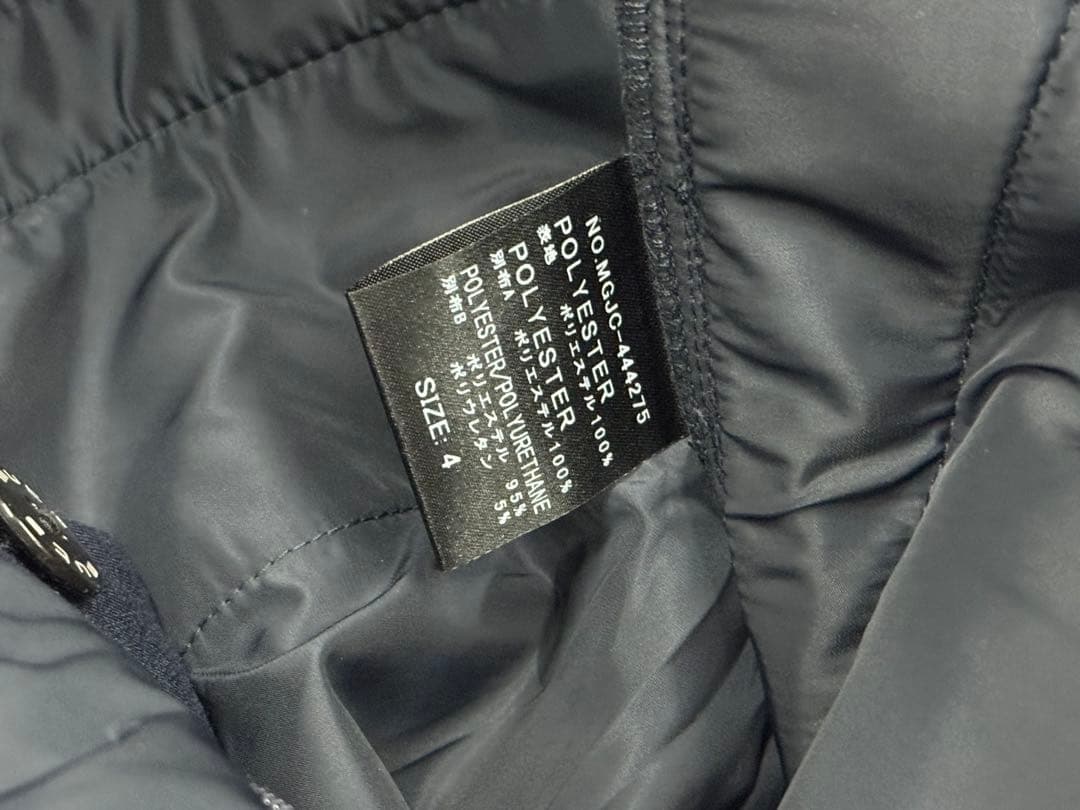 NO.MGJC-444275
POLYESTER
表地 ポリエステル100%
POLYESTER
別布A ポリエステル100%
POLYESTER/POLYURETHANE
別布B ポリエステル 95%
ポリウレタン 5%
SIZE: 4